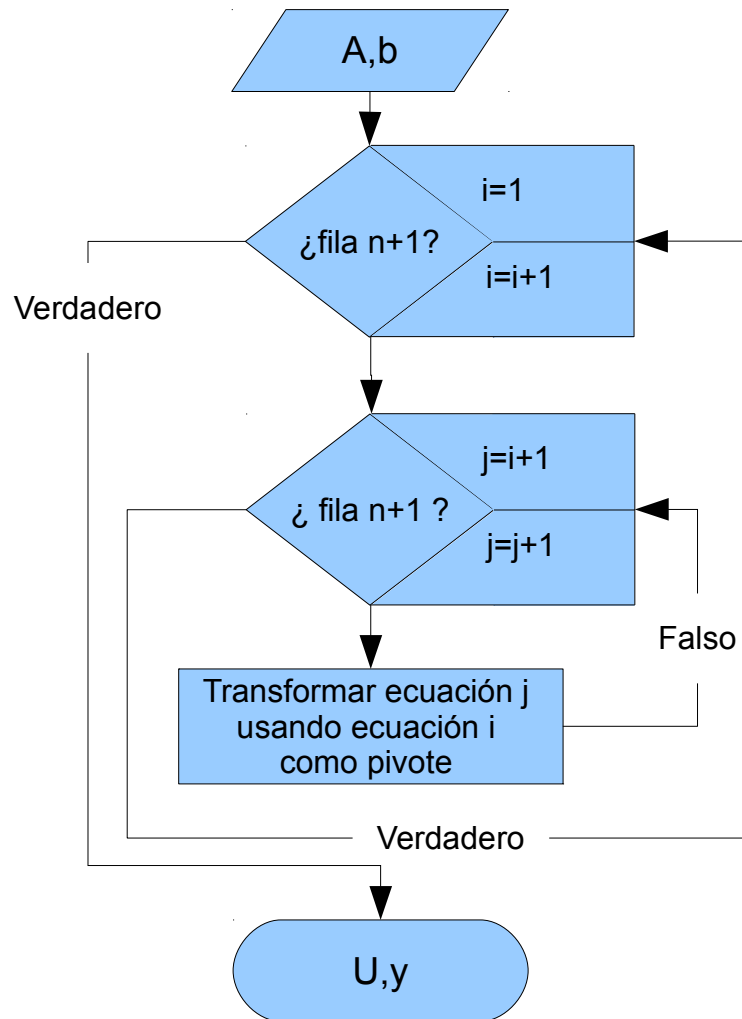 A,b
i=1
¿fila n+1?
i=i+1
Verdadero
j=i+1
¿ fila n+1 ?
j=j+1
Falso
Transformar ecuación j
usando ecuación i
como pivote
Verdadero
U,y